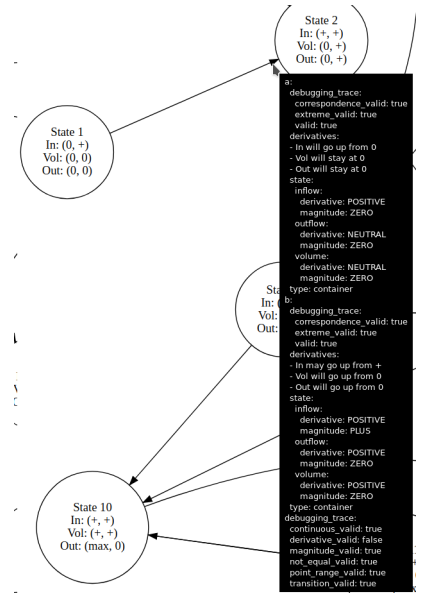 State 2
In: (+, +)
Vol: (0, +)
Out: (0, +)
State 1
In: (0, +)
Vol: (0, 0)
Out: (0, 0)
a:
debugging_trace:
correspondence_valid: true
extreme_valid: true
valid: true
derivatives:
- In will go up from 0
- Vol will stay at 0
- Out will stay at 0
state:
inflow:
derivative: POSITIVE
magnitude: ZERO
outflow:
derivative: NEUTRAL
magnitude: ZERO
volume:
derivative: NEUTRAL
magnitude: ZERO
type: container
b:
debugging_trace:
correspondence_valid: true
extreme_valid: true
valid: true
derivatives:
- In may go up from +
- Vol will go up from 0
- Out will go up from 0
state:
inflow:
derivative: POSITIVE
magnitude: PLUS
outflow:
derivative: POSITIVE
magnitude: ZERO
volume:
derivative: POSITIVE
magnitude: ZERO
type: container
debugging_trace:
continuous_valid: true
derivative_valid: false
magnitude_valid: true
not_equal_valid: true
point_range_valid: true
transition_valid: true
Sta
In: (
Vol:
Out:
State 10
In: (+, +)
Vol: (+, +)
Out: (max, 0)